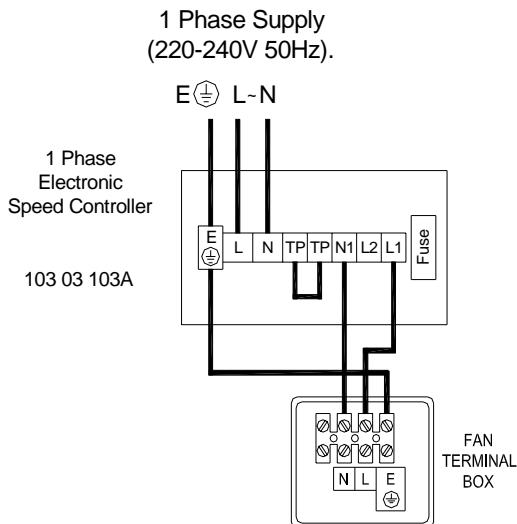 1 Phase Supply
(220-240V 50Hz).
E L~N
1 Phase
Electronic
Speed Controller
103 03 103A
E L N TP TP N1 L2 L1 Fuse
FAN
TERMINAL
BOX
N L E